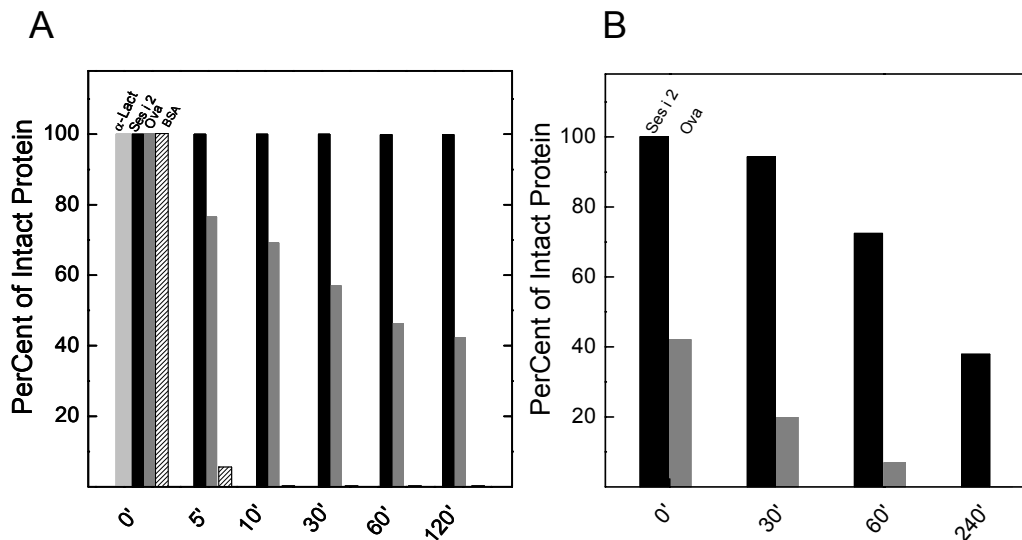 A
α-Lact
Ses i 2
Ova
BSA
PerCent of Intact Protein
100
80
60
40
20
0'
5'
10'
30'
60'
120'
B
Ses i 2
Ova
PerCent of Intact Protein
100
80
60
40
20
0'
30'
60'
240'